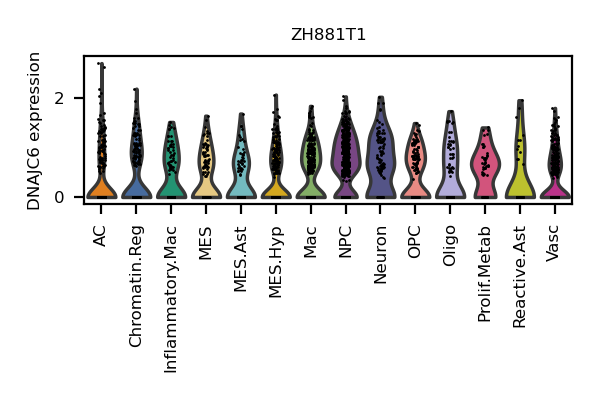 ZH881T1
DNAJC6 expression
2
0
AC
Chromatin.Reg
Inflammatory.Mac
MES
MES.Ast
MES.Hyp
Mac
NPC
Neuron
OPC
Oligo
Prolif.Metab
Reactive.Ast
Vasc